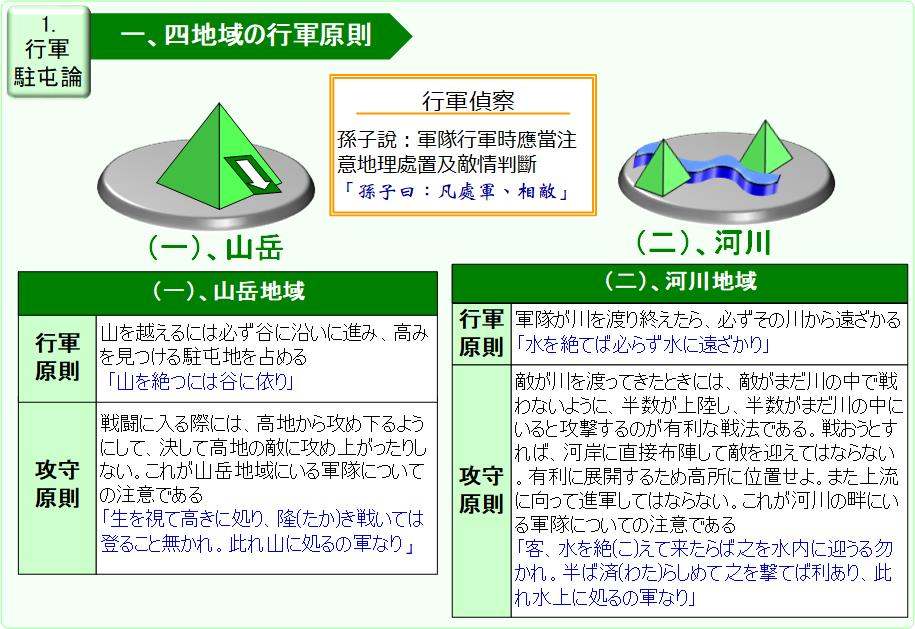 1.
行軍
駐屯論
一、四地域の行軍原則
行軍偵察
孫子說：軍隊行軍時應當注
意地理處置及敵情判斷
「孫子曰：凡處軍、相敵」
（一）、山岳
（二）、河川
（一）、山岳地域
行軍
原則
山を越えるには必ず谷に沿いに進み、高み
を見つける駐屯地を占める
「山を絶つには谷に依り」
攻守
原則
戦闘に入る際には、高地から攻め下るよう
にして、決して高地の敵に攻め上がったりし
ない。これが山岳地域にいる軍隊について
の注意である
「生を視て高きに処り、隆(たか)き戦いては
登ること無かれ。此れ山に処るの軍なり」
（二）、河川地域
行軍
原則
軍隊が川を渡り終えたら、必ずその川から遠ざかる
「水を絶てば必らず水に遠ざかり」
攻守
原則
敵が川を渡ってきたときには、敵がまだ川の中で戦
わないように、半数が上陸し、半数がまだ川の中に
いると攻撃するのが有利な戦法である。戦おうとす
れば、河岸に直接布陣して敵を迎えてはならない
。有利に展開するため高所に位置せよ。また上流
に向って進軍してはならない。これが河川の畔にい
る軍隊についての注意である
「客、水を絶(こ)えて来たらば之を水内に迎うる勿
かれ。半ば済(わた)らしめて之を撃てば利あり、此
れ水上に処るの軍なり」